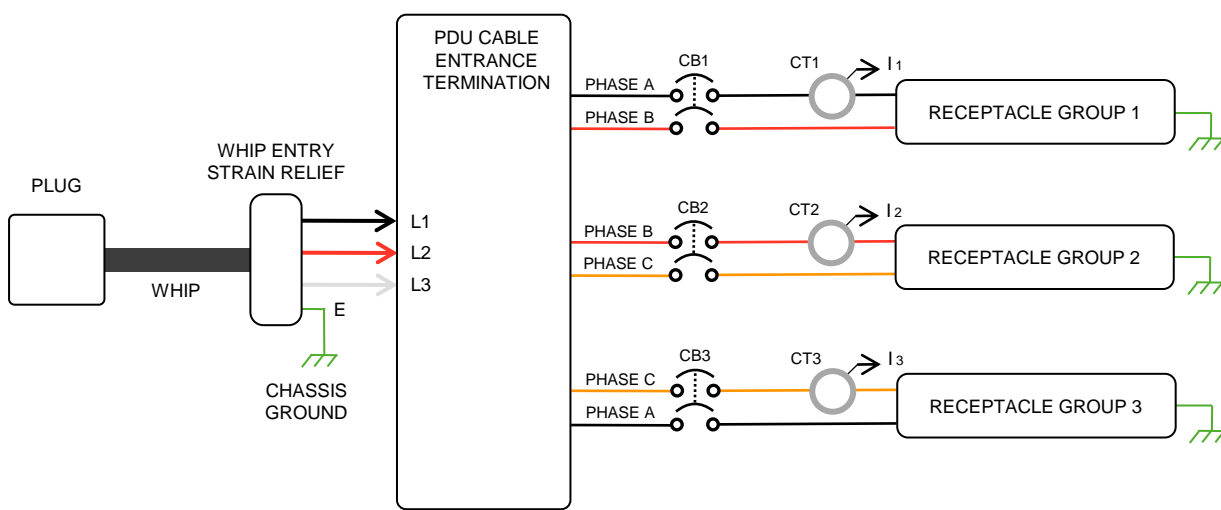 PLUG
WHIP
WHIP ENTRY
STRAIN RELIEF
E
CHASSIS
GROUND
PDU CABLE
ENTRANCE
TERMINATION
L1
L2
L3
PHASE A
PHASE B
CB1
CT1
I1
RECEPTACLE GROUP 1
PHASE B
PHASE C
CB2
CT2
I2
RECEPTACLE GROUP 2
PHASE C
PHASE A
CB3
CT3
I3
RECEPTACLE GROUP 3